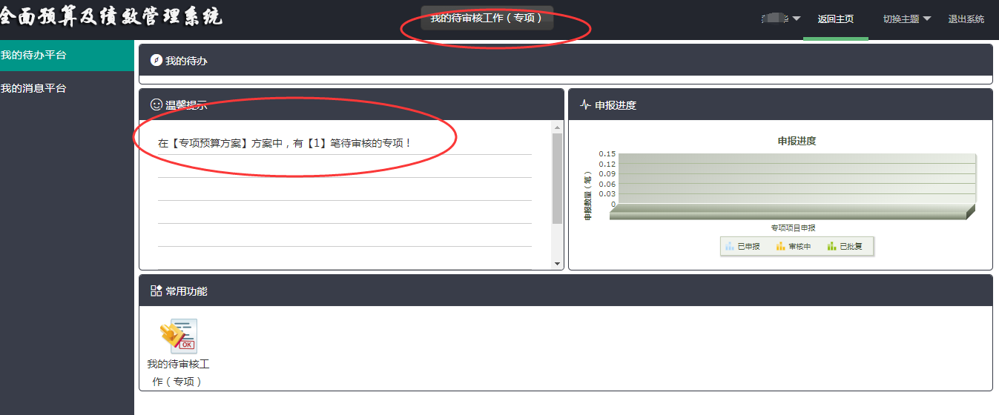 全面预算及绩效管理系统
我的待审核工作（专项）
返回主页
切换主题
退出系统
我的待办平台
我的消息平台
我的待办
温馨提示
在【专项预算方案】方案中，有【1】笔待审核的专项！
申报进度
申报进度
0.15
0.12
0.09
0.06
0.03
0
申报数量（笔）
专项项目申报
已申报
审核中
已批复
常用功能
OK
我的待审核工
作（专项）